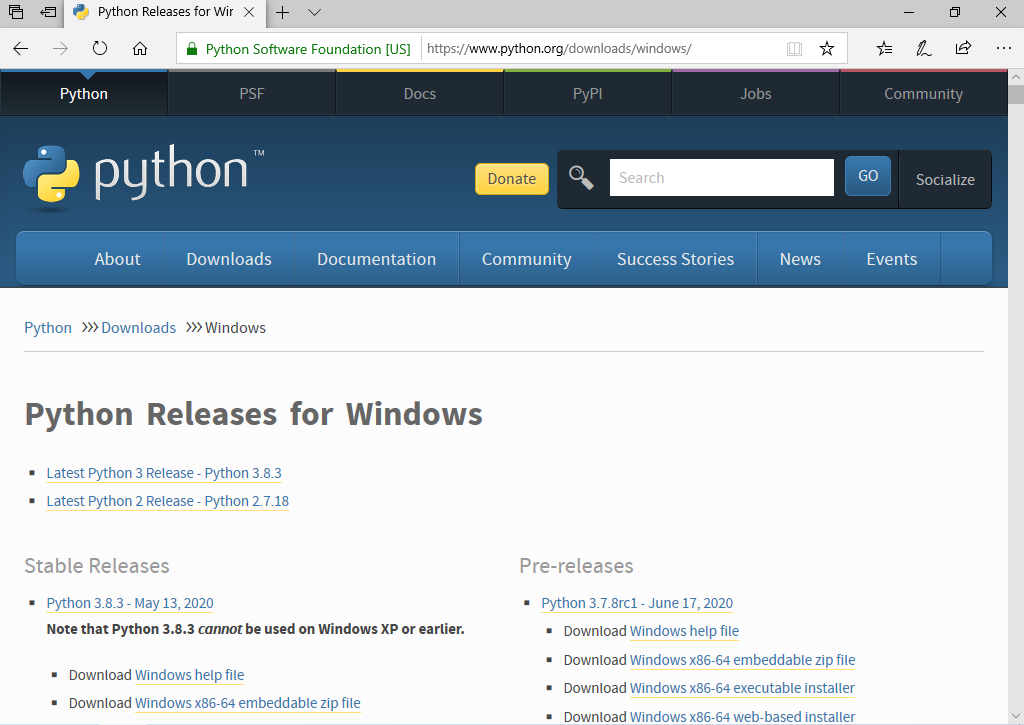 Python Releases for Wir
Python Software Foundation [US] https://www.python.org/downloads/windows/
Python PSF Docs PyPI Jobs Community
python™ Donate Search GO Socialize
About Downloads Documentation Community Success Stories News Events
Python >>> Downloads >>> Windows
Python Releases for Windows
Latest Python 3 Release - Python 3.8.3
Latest Python 2 Release - Python 2.7.18
Stable Releases
Python 3.8.3 - May 13, 2020
Note that Python 3.8.3 cannot be used on Windows XP or earlier.
Download Windows help file
Download Windows x86-64 embeddable zip file
Pre-releases
Python 3.7.8rc1 - June 17, 2020
Download Windows help file
Download Windows x86-64 embeddable zip file
Download Windows x86-64 executable installer
Download Windows x86-64 web-based installer